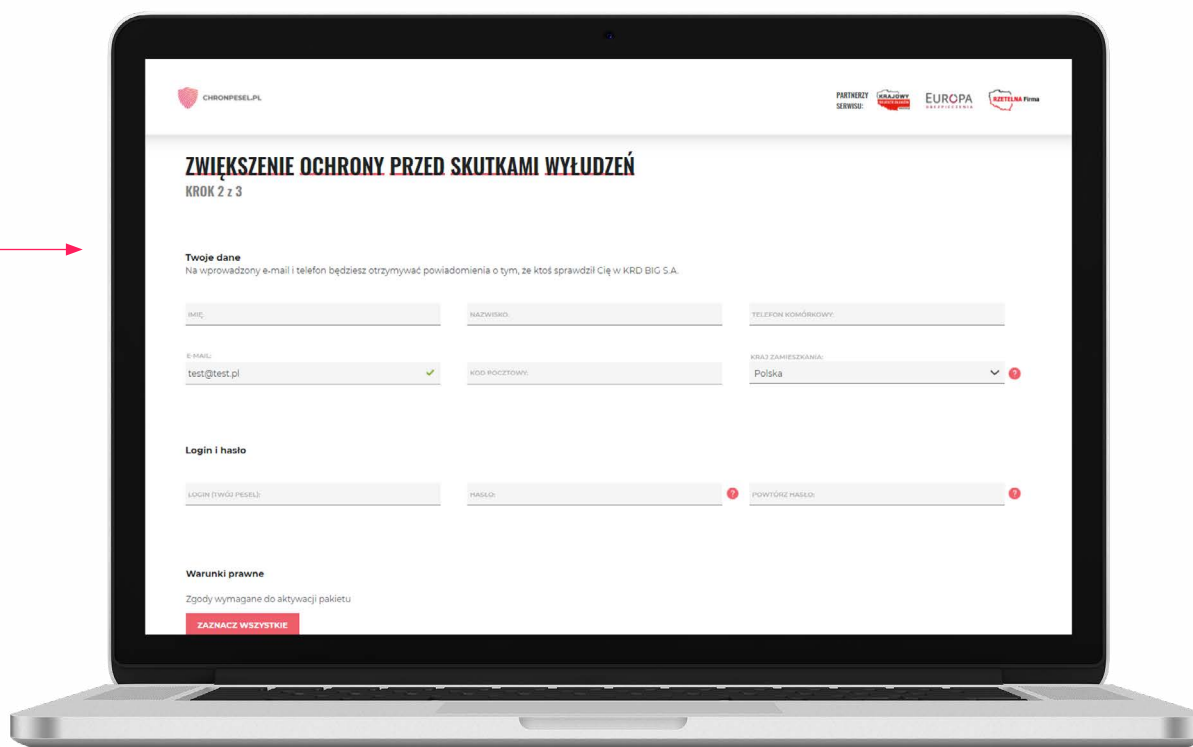 CHRONPESEL.PL
PARTNERZY
SERWISU:
KRAJOWY
EUROPA
UBEZPIECZENIA
RZETELNA Firma
ZWIĘKSZENIE OCHRONY PRZED SKUTKAMI WYŁUDZEŃ
KROK 2 z 3
Twoje dane
Na wprowadzony e-mail i telefon będziesz otrzymywać powiadomienia o tym, że ktoś sprawdził Cię w KRD BIG S.A.
IMIĘ:
NAZWISKO:
TELEFON KOMÓRKOWY:
E-MAIL:
test@test.pl
KOD POCZTOWY:
KRAJ ZAMIESZKANIA:
Polska
?
Login i hasło
LOGIN (TWÓJ PESEL):
HASŁO:
?
POWTÓRZ HASŁO:
?
Warunki prawne
Zgody wymagane do aktywacji pakietu
ZAZNACZ WSZYSTKIE